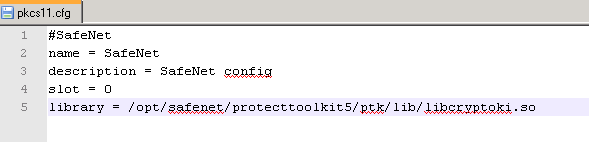 pkcs11.cfg
1 #SafeNet
2 name = SafeNet
3 description = SafeNet config
4 slot = 0
5 library = /opt/safenet/protecttoolkit5/ptk/lib/libcryptoki.so